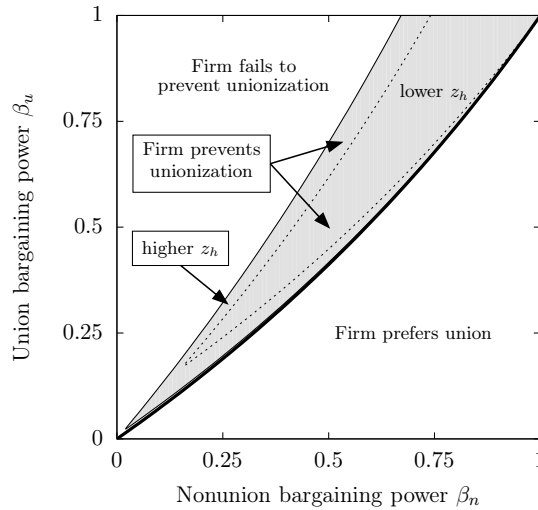 Firm fails to
prevent unionization
lower z_h
Firm prevents
unionization
higher z_h
Firm prefers union
Union bargaining power β_u
1
0.75
0.5
0.25
0
0
0.25
0.5
0.75
1
Nonunion bargaining power β_n